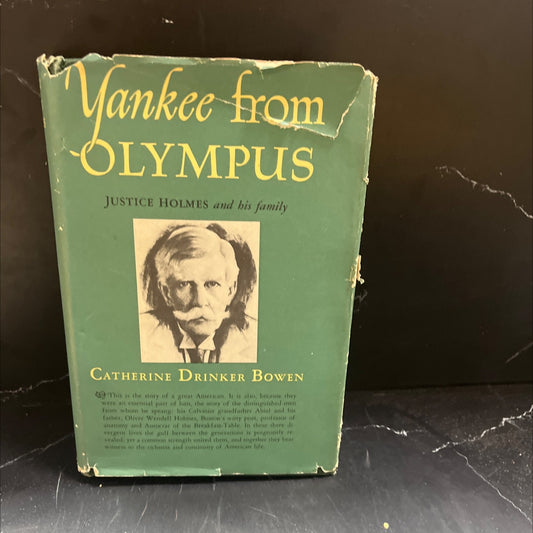 Yankee from
OLYMPUS
JUSTICE HOLMES and his family
CATHERINE DRINKER BOWEN
This is the story of a great American. It is also, because they
were an essential part of him, the story of the distinguished men
from whom he sprang: his Calvinist grandfather Abiel and his
father, Oliver Wendell Holmes, Boston's witty poet, professor of
anatomy and Autocrat of the Breakfast-Table. In these three di-
vergent lives the gulf between the generations is poignantly re-
vealed; yet a common strength united them, and together they bear
witness to the richness and continuity of American life.